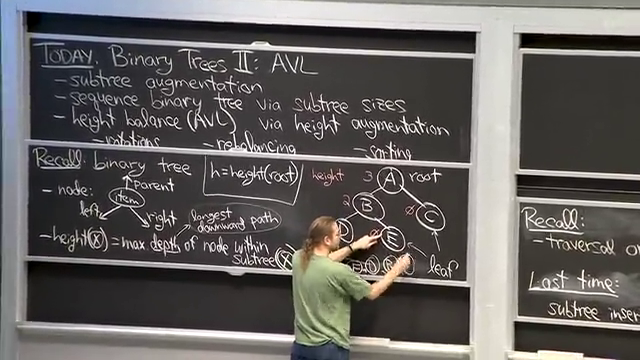 TODAY: Binary Trees II: AVL
- subtree augmentation
- sequence binary tree via subtree sizes
- height balance (AVL) via height augmentation
- rotations - rebalancing - sorting
Recall: binary tree
- node:
item
parent
left
right
h = height(root)
longest downward path
- height(X) = max depth of node within subtree(X)
height 3 A root
2 B
Ø C
E
leaf
Recall:
- traversal
Last time:
subtree